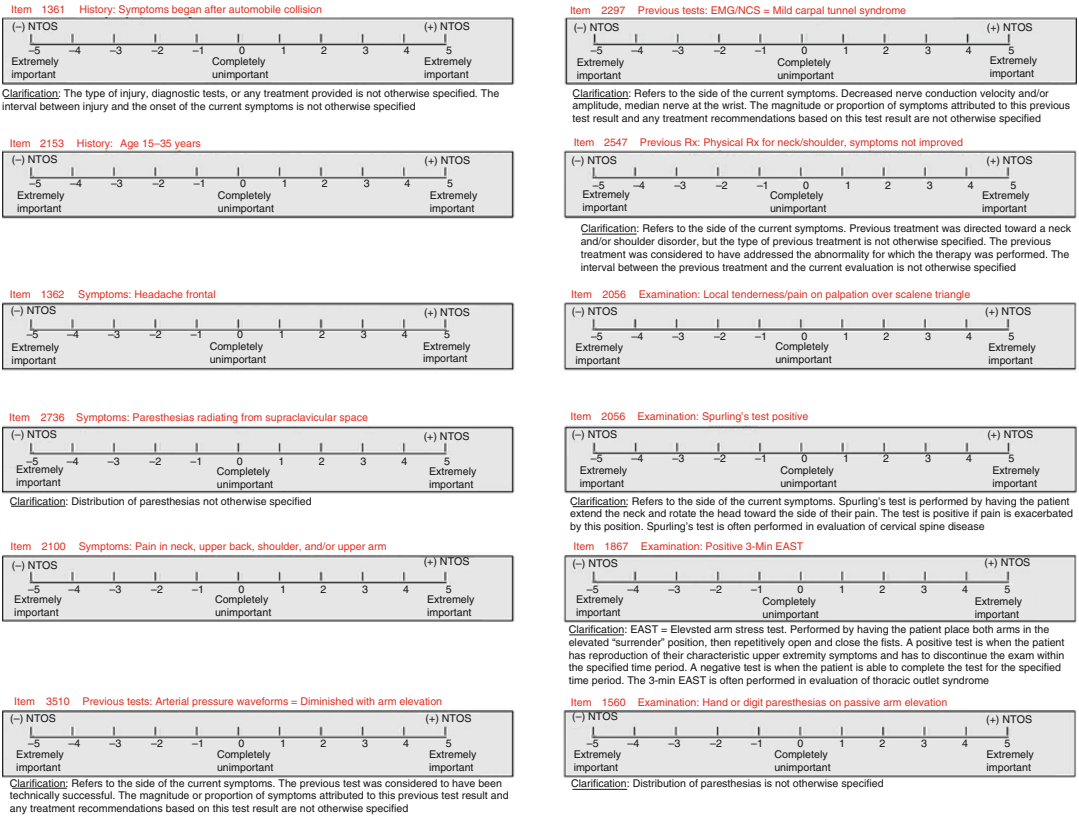 Item 1361 History: Symptoms began after automobile collision
(–) NTOS (+) NTOS
–5 –4 –3 –2 –1 0 1 2 3 4 5
Extremely Completely Extremely
important unimportant important
Clarification: The type of injury, diagnostic tests, or any treatment provided is not otherwise specified. The
interval between injury and the onset of the current symptoms is not otherwise specified
Item 2153 History: Age 15–35 years
(–) NTOS (+) NTOS
–5 –4 –3 –2 –1 0 1 2 3 4 5
Extremely Completely Extremely
important unimportant important
Item 1362 Symptoms: Headache frontal
(–) NTOS (+) NTOS
–5 –4 –3 –2 –1 0 1 2 3 4 5
Extremely Completely Extremely
important unimportant important
Item 2736 Symptoms: Paresthesias radiating from supraclavicular space
(–) NTOS (+) NTOS
–5 –4 –3 –2 –1 0 1 2 3 4 5
Extremely Completely Extremely
important unimportant important
Clarification: Distribution of paresthesias not otherwise specified
Item 2100 Symptoms: Pain in neck, upper back, shoulder, and/or upper arm
(–) NTOS (+) NTOS
–5 –4 –3 –2 –1 0 1 2 3 4 5
Extremely Completely Extremely
important unimportant important
Item 3510 Previous tests: Arterial pressure waveforms = Diminished with arm elevation
(–) NTOS (+) NTOS
–5 –4 –3 –2 –1 0 1 2 3 4 5
Extremely Completely Extremely
important unimportant important
Clarification: Refers to the side of the current symptoms. The previous test was considered to have been
technically successful. The magnitude or proportion of symptoms attributed to this previous test result and
any treatment recommendations based on this test result are not otherwise specified
Item 2297 Previous tests: EMG/NCS = Mild carpal tunnel syndrome
(–) NTOS (+) NTOS
–5 –4 –3 –2 –1 0 1 2 3 4 5
Extremely Completely Extremely
important unimportant important
Clarification: Refers to the side of the current symptoms. Decreased nerve conduction velocity and/or
amplitude, median nerve at the wrist. The magnitude or proportion of symptoms attributed to this previous
test result and any treatment recommendations based on this test result are not otherwise specified
Item 2547 Previous Rx: Physical Rx for neck/shoulder, symptoms not improved
(–) NTOS (+) NTOS
–5 –4 –3 –2 –1 0 1 2 3 4 5
Extremely Completely Extremely
important unimportant important
Clarification: Refers to the side of the current symptoms. Previous treatment was directed toward a neck
and/or shoulder disorder, but the type of previous treatment is not otherwise specified. The previous
treatment was considered to have addressed the abnormality for which the therapy was performed. The
interval between the previous treatment and the current evaluation is not otherwise specified
Item 2056 Examination: Local tenderness/pain on palpation over scalene triangle
(–) NTOS (+) NTOS
–5 –4 –3 –2 –1 0 1 2 3 4 5
Extremely Completely Extremely
important unimportant important
Item 2056 Examination: Spurling's test positive
(–) NTOS (+) NTOS
–5 –4 –3 –2 –1 0 1 2 3 4 5
Extremely Completely Extremely
important unimportant important
Clarification: Refers to the side of the current symptoms. Spurling's test is performed by having the patient
extend the neck and rotate the head toward the side of their pain. The test is positive if pain is exacerbated
by this position. Spurling's test is often performed in evaluation of cervical spine disease
Item 1867 Examination: Positive 3-Min EAST
(–) NTOS (+) NTOS
–5 –4 –3 –2 –1 0 1 2 3 4 5
Extremely Completely Extremely
important unimportant important
Clarification: EAST = Elevsted arm stress test. Performed by having the patient place both arms in the
elevated “surrender” position, then repetitively open and close the fists. A positive test is when the patient
has reproduction of their characteristic upper extremity symptoms and has to discontinue the exam within
the specified time period. A negative test is when the patient is able to complete the test for the specified
time period. The 3-min EAST is often performed in evaluation of thoracic outlet syndrome
Item 1560 Examination: Hand or digit paresthesias on passive arm elevation
(–) NTOS (+) NTOS
–5 –4 –3 –2 –1 0 1 2 3 4 5
Extremely Completely Extremely
important unimportant important
Clarification: Distribution of paresthesias is not otherwise specified